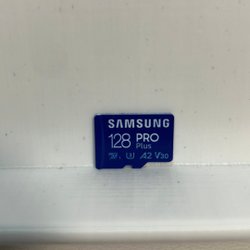 SAMSUNG
128 PRO
Plus
A2 V30